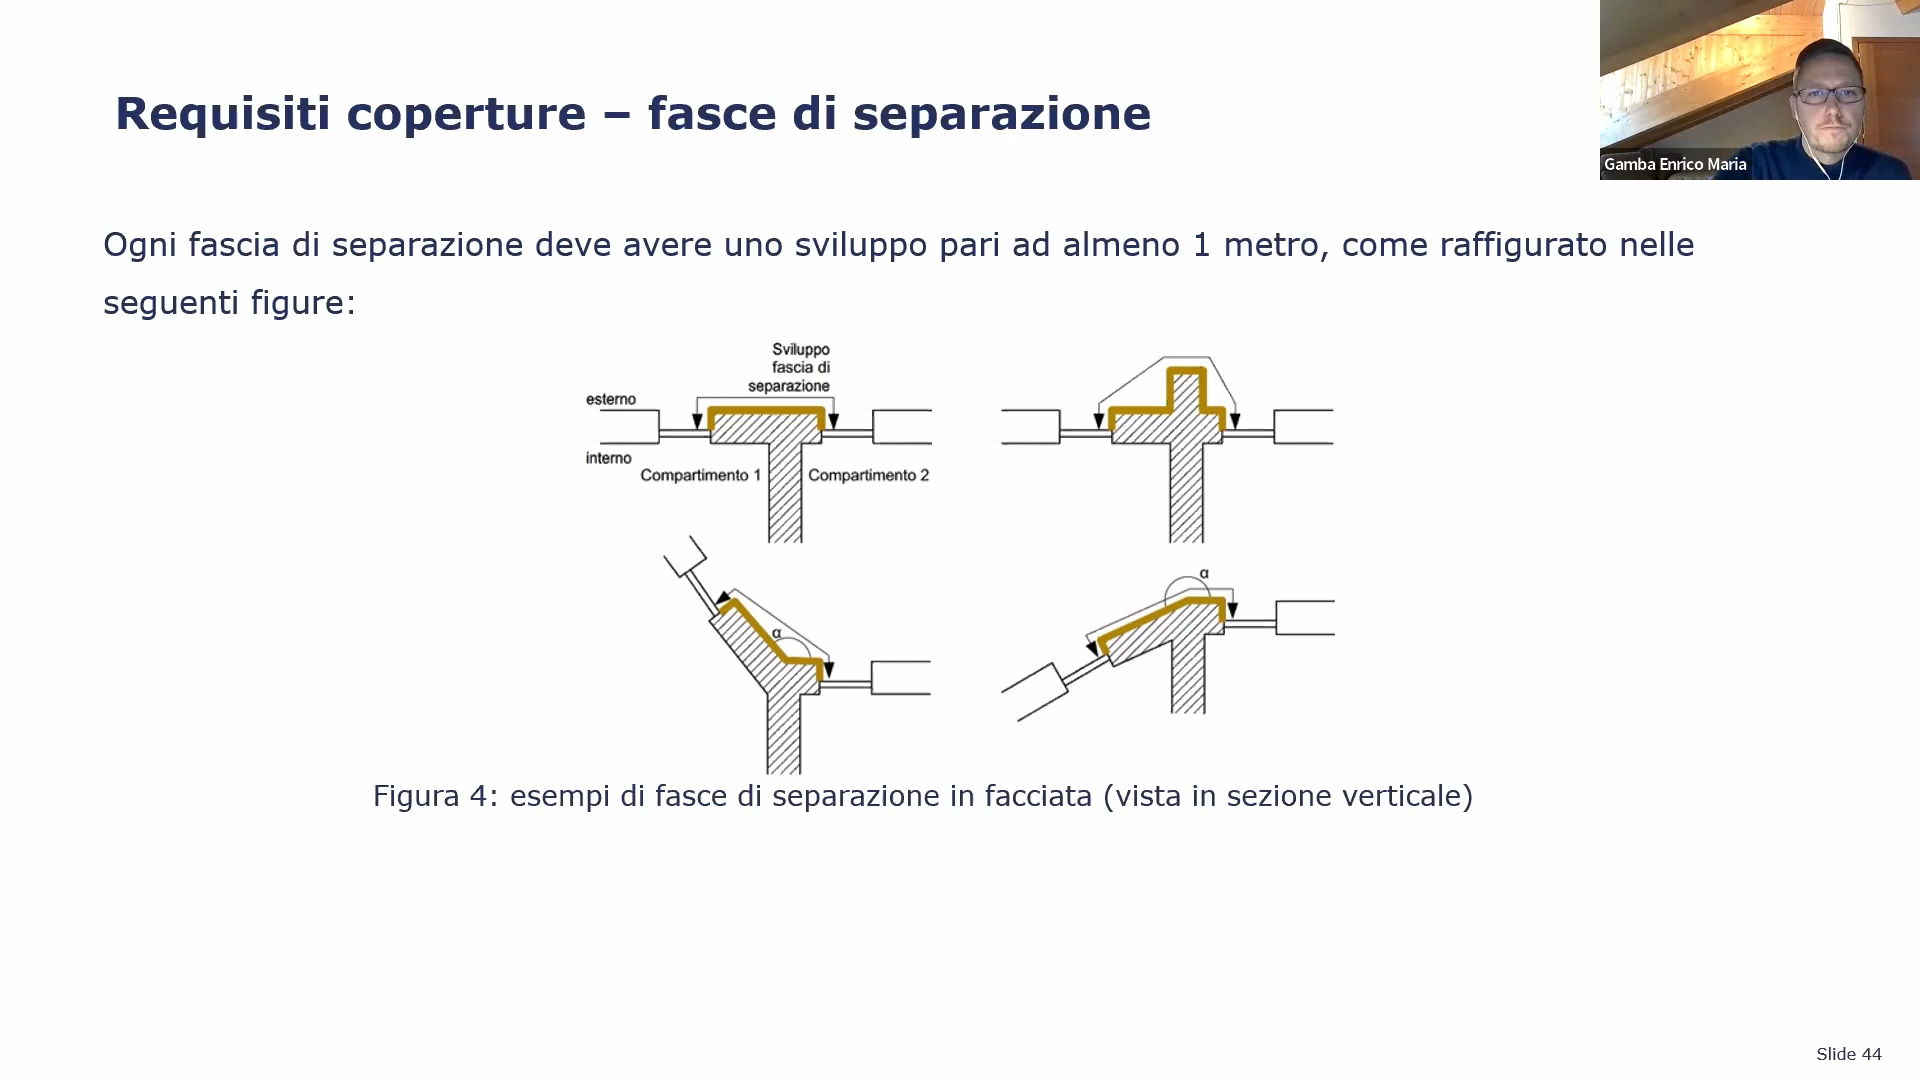 Requisiti coperture – fasce di separazione
Gamba Enrico Maria
Ogni fascia di separazione deve avere uno sviluppo pari ad almeno 1 metro, come raffigurato nelle
seguenti figure:
Sviluppo
fascia di
separazione
esterno
interno
Compartimento 1
Compartimento 2
α
α
Figura 4: esempi di fasce di separazione in facciata (vista in sezione verticale)
Slide 44